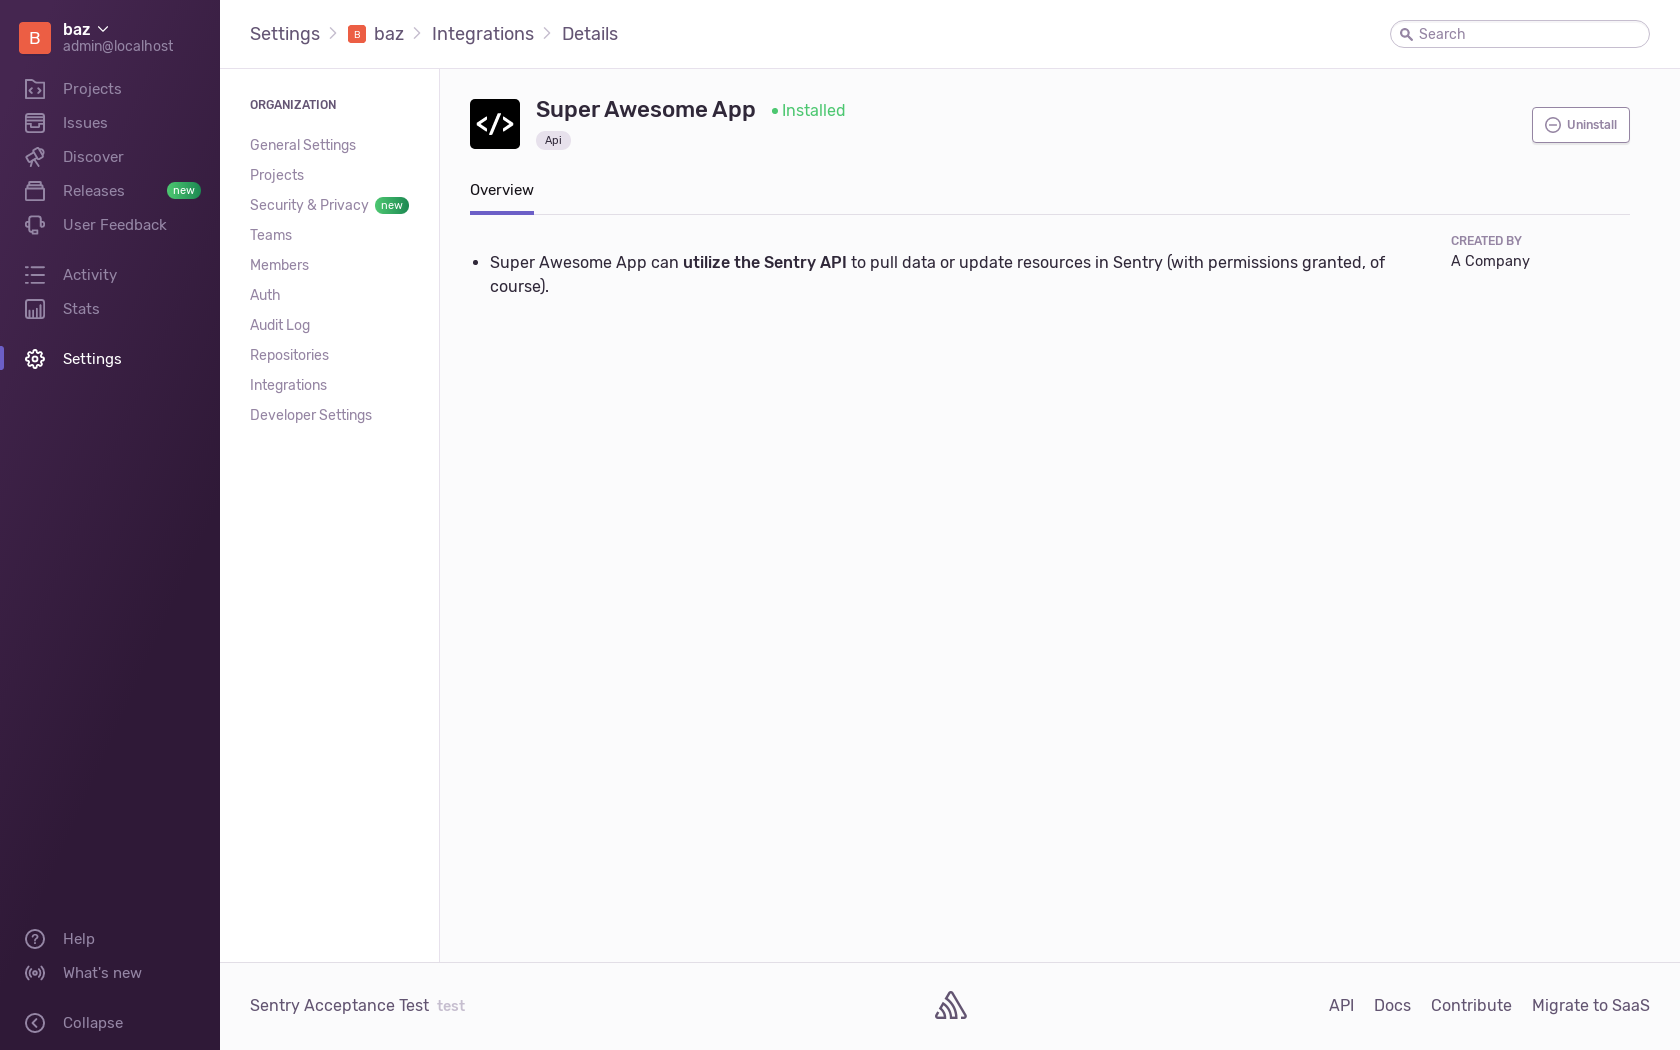 B
baz
admin@localhost
Projects
Issues
Discover
Releases new
User Feedback
Activity
Stats
Settings
Help
What's new
Collapse
Settings B baz Integrations Details
Search
ORGANIZATION
General Settings
Projects
Security & Privacy new
Teams
Members
Auth
Audit Log
Repositories
Integrations
Developer Settings
</>
Super Awesome App Installed
Api
Uninstall
Overview
Super Awesome App can utilize the Sentry API to pull data or update resources in Sentry (with permissions granted, of
course).
CREATED BY
A Company
Sentry Acceptance Test test
API Docs Contribute Migrate to SaaS